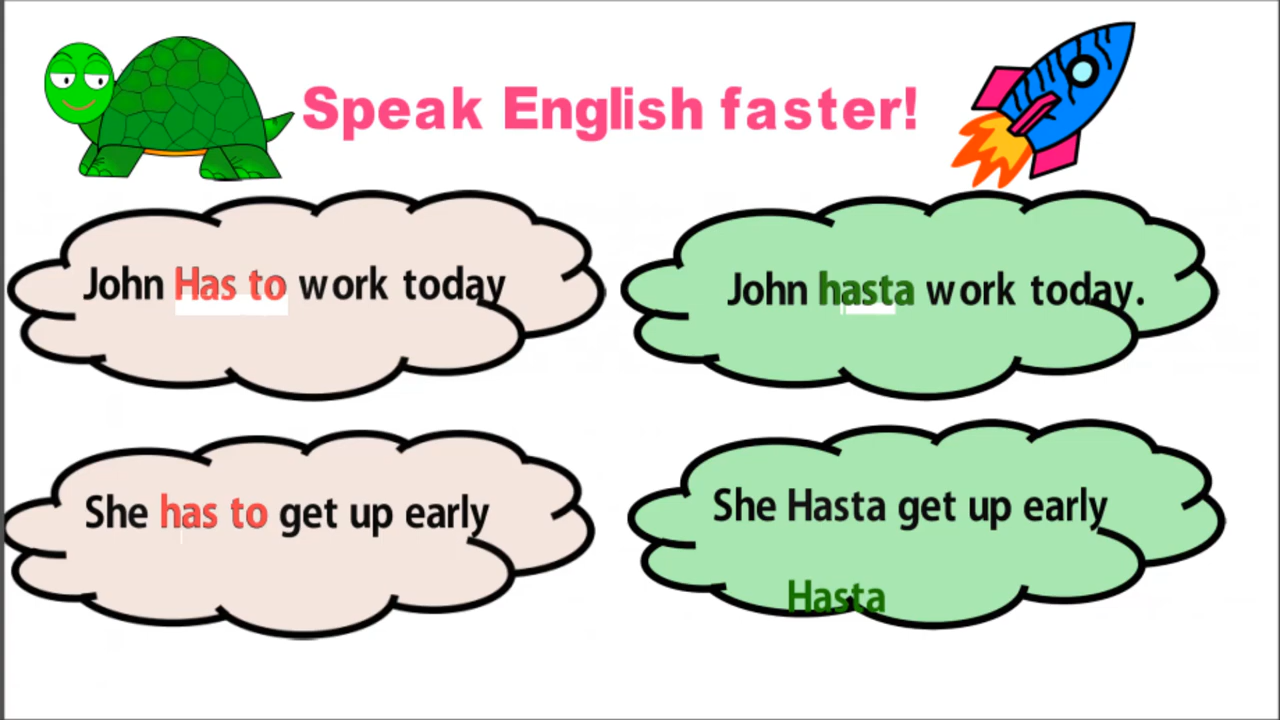 Speak English faster!
John Has to work today
John hasta work today.
She has to get up early
She Hasta get up early
Hasta